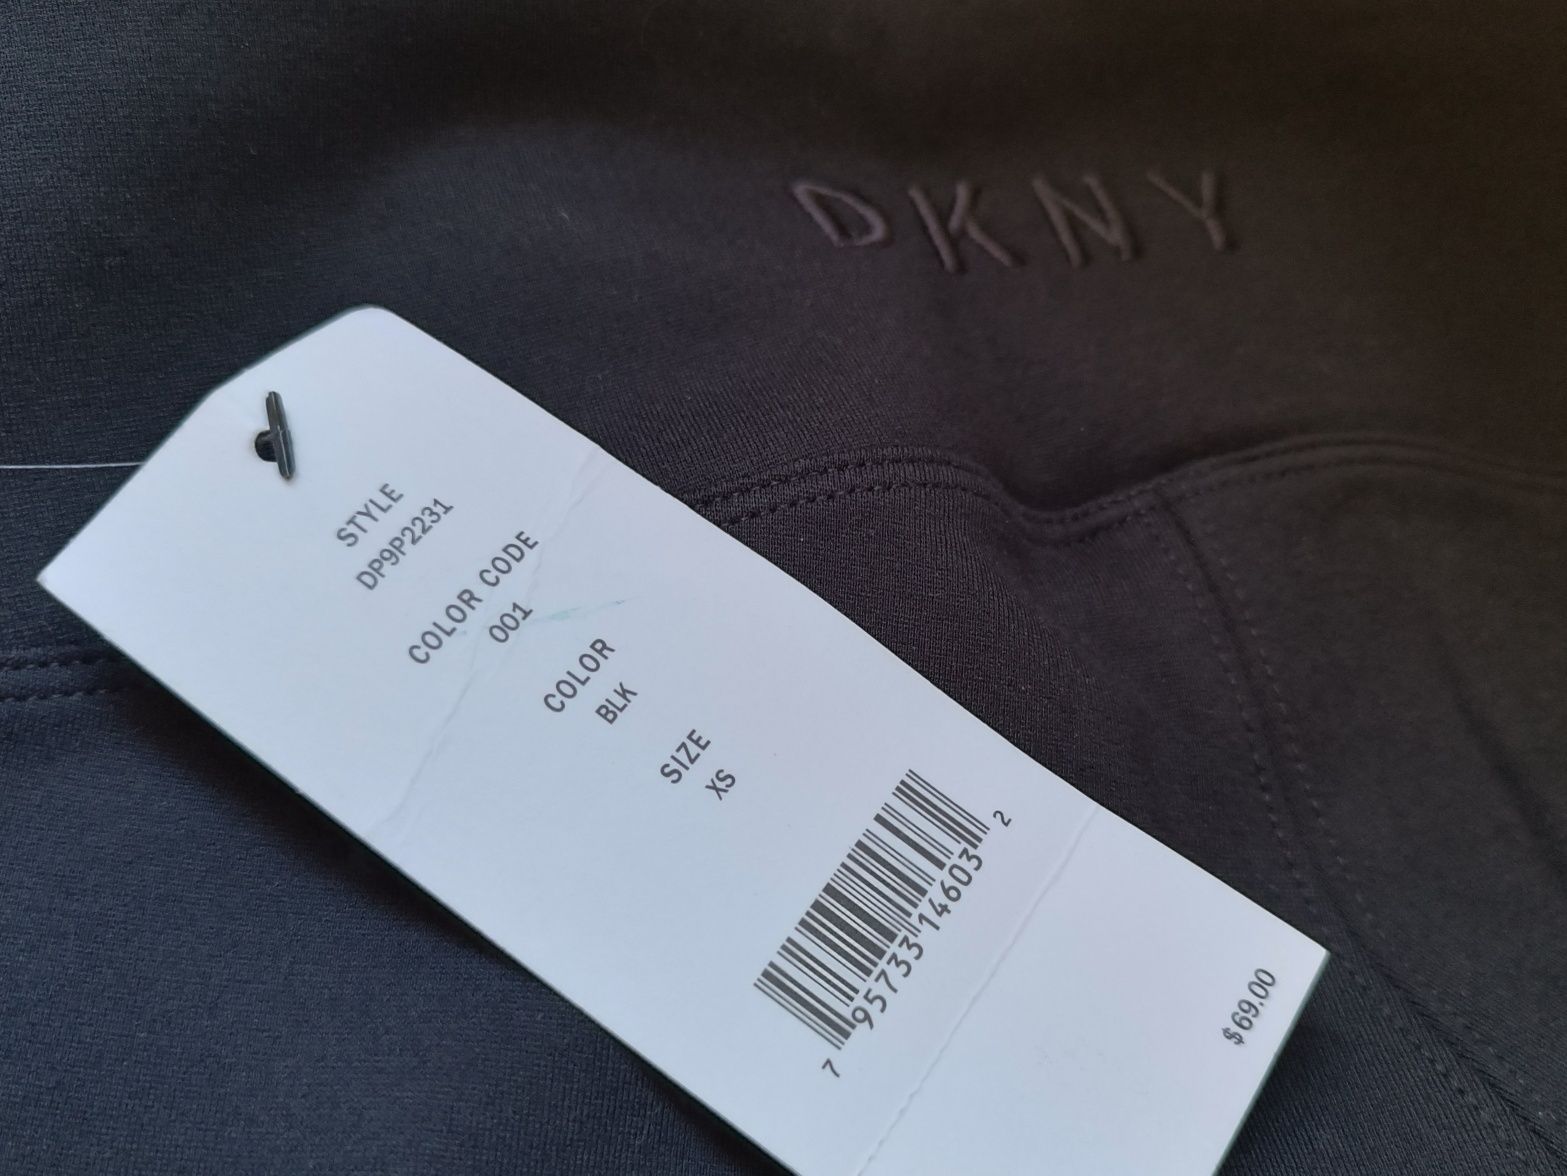 DKNY
STYLE
DP9P2231
COLOR CODE
001
COLOR
BLK
SIZE
XS
7 95733 14603 2
$69.00